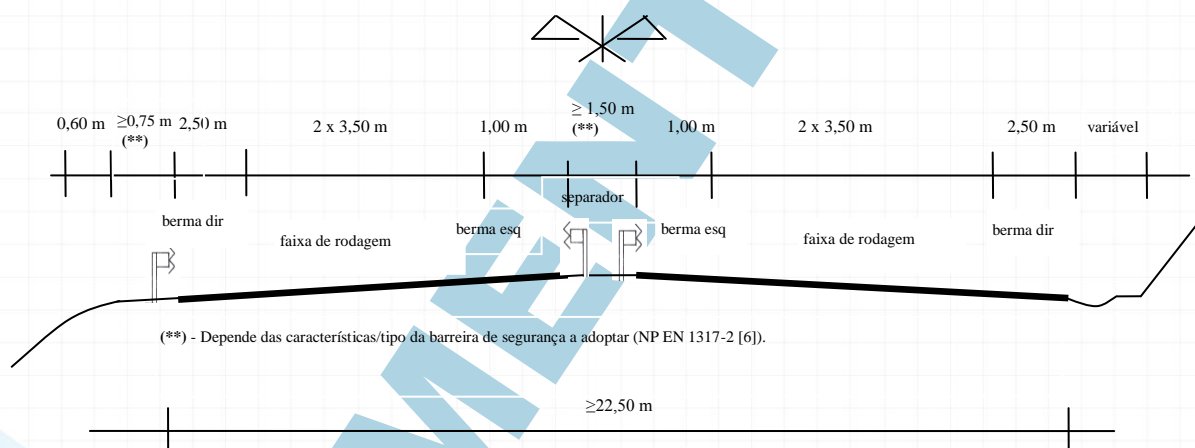 ≥ 1,50 m
0,60 m ≥0,75 m 2,50 m 2 x 3,50 m 1,00 m (**) 1,00 m 2 x 3,50 m 2,50 m variável
(**)
separador
berma dir faixa de rodagem berma esq berma esq faixa de rodagem berma dir
(**) - Depende das características/tipo da barreira de segurança a adoptar (NP EN 1317-2 [6]).
≥22,50 m